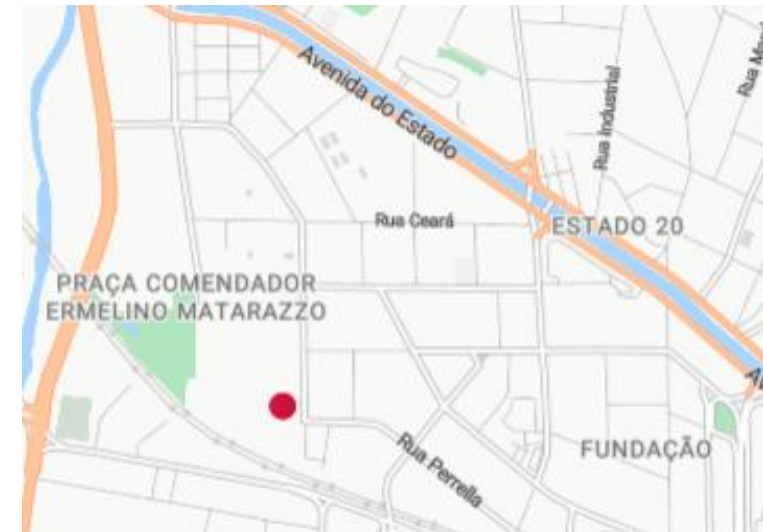 Avenida do Estado
Rua Industrial
Rua Ceará
ESTADO 20
PRAÇA COMENDADOR
ERMELINO MATARAZZO
Rua Perrella
FUNDAÇÃO